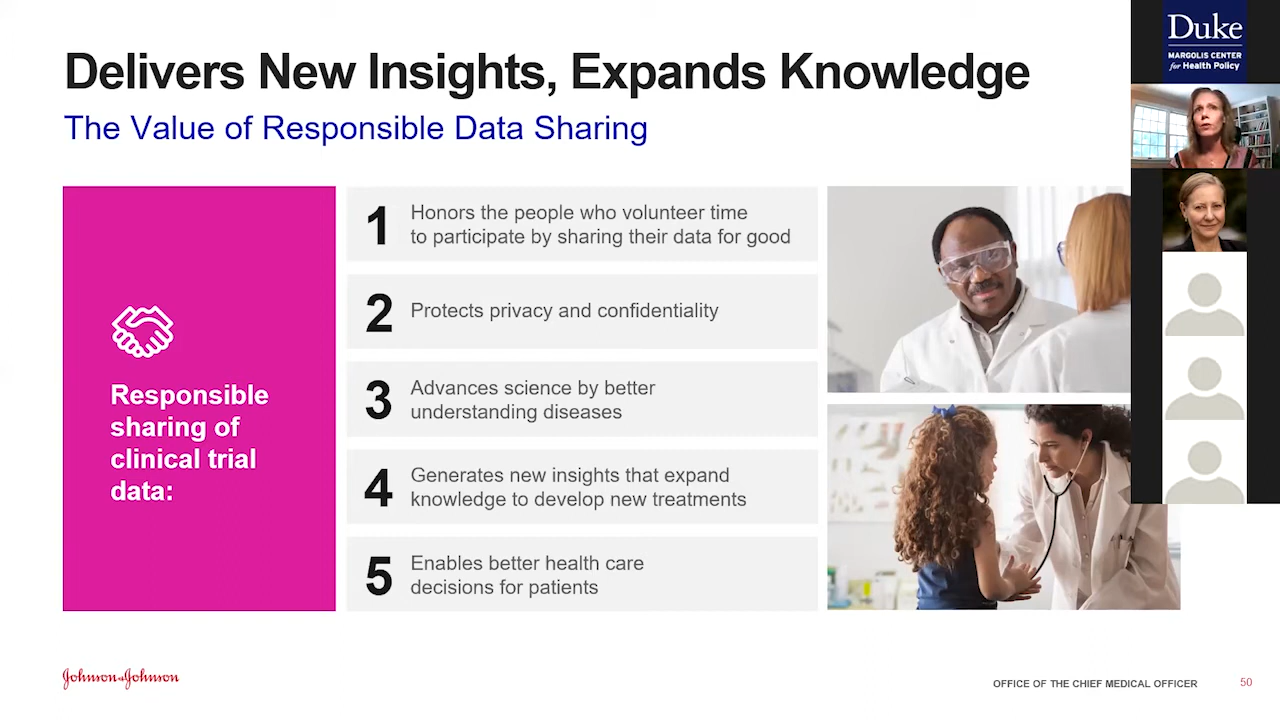 Delivers New Insights, Expands Knowledge
The Value of Responsible Data Sharing
Responsible
sharing of
clinical trial
data:
1
Honors the people who volunteer time
to participate by sharing their data for good
2
Protects privacy and confidentiality
3
Advances science by better
understanding diseases
4
Generates new insights that expand
knowledge to develop new treatments
5
Enables better health care
decisions for patients
Johnson & Johnson
OFFICE OF THE CHIEF MEDICAL OFFICER
50
Duke
MARGOLIS CENTER
for Health Policy